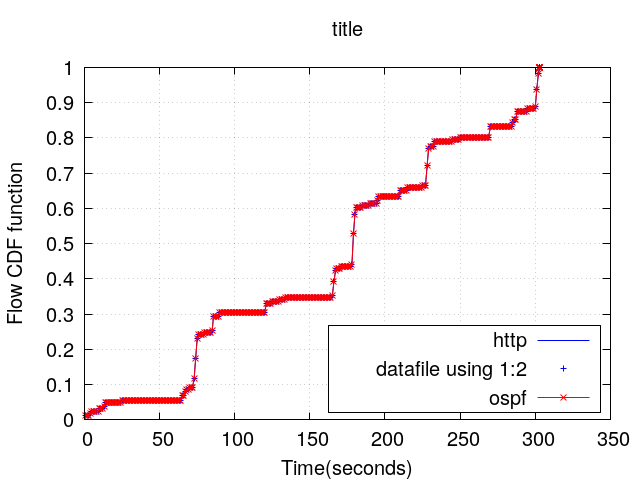 title
1
0.9
0.8
0.7
0.6
0.5
0.4
0.3
0.2
0.1
0
Flow CDF function
http
datafile using 1:2
ospf
0 50 100 150 200 250 300 350
Time(seconds)